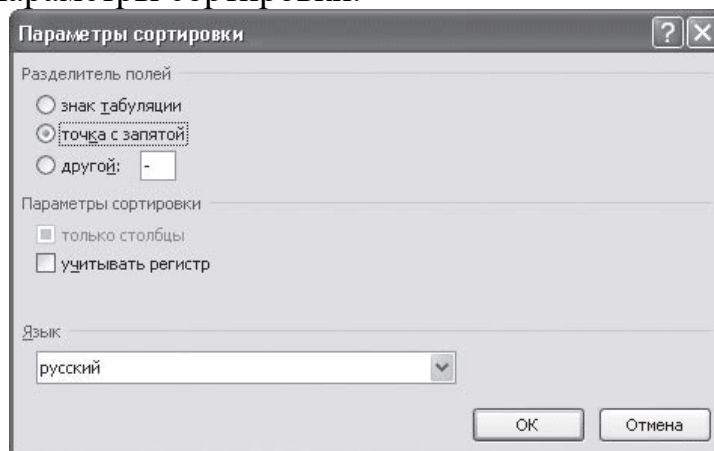 Параметры сортировки
Разделитель полей
знак табуляции
точка с запятой
другой: -
Параметры сортировки
только столбцы
учитывать регистр
Язык
русский
ОК Отмена